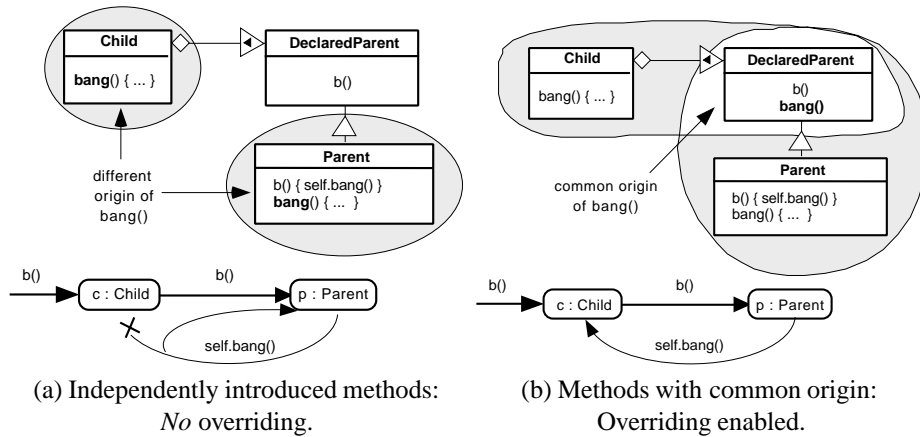 Child
bang() { ... }
DeclaredParent
b()
Parent
b() { self.bang() }
bang() { ... }
different
origin of
bang()
b()
c : Child
b()
p : Parent
self.bang()
(a) Independently introduced methods:
No overriding.
Child
bang() { ... }
DeclaredParent
b()
bang()
Parent
b() { self.bang() }
bang() { ... }
common origin
of bang()
b()
c : Child
b()
p : Parent
self.bang()
(b) Methods with common origin:
Overriding enabled.